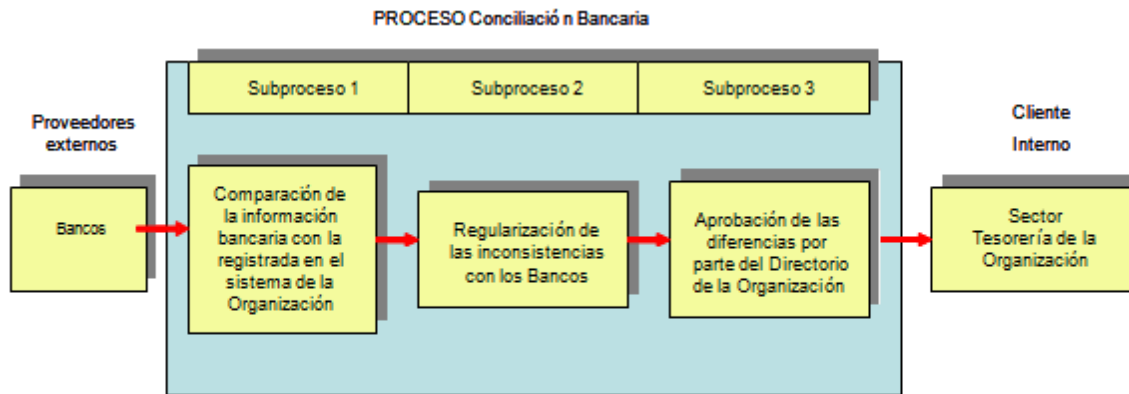 PROCESO Conciliació n Bancaria
Subproceso 1
Subproceso 2
Subproceso 3
Proveedores
externos
Cliente
Interno
Bancos
Comparación de
la información
bancaria con la
registrada en el
sistema de la
Organización
Regularización de
las inconsistencias
con los Bancos
Aprobación de las
diferencias por
parte del Directorio
de la Organización
Sector
Tesorería de la
Organización